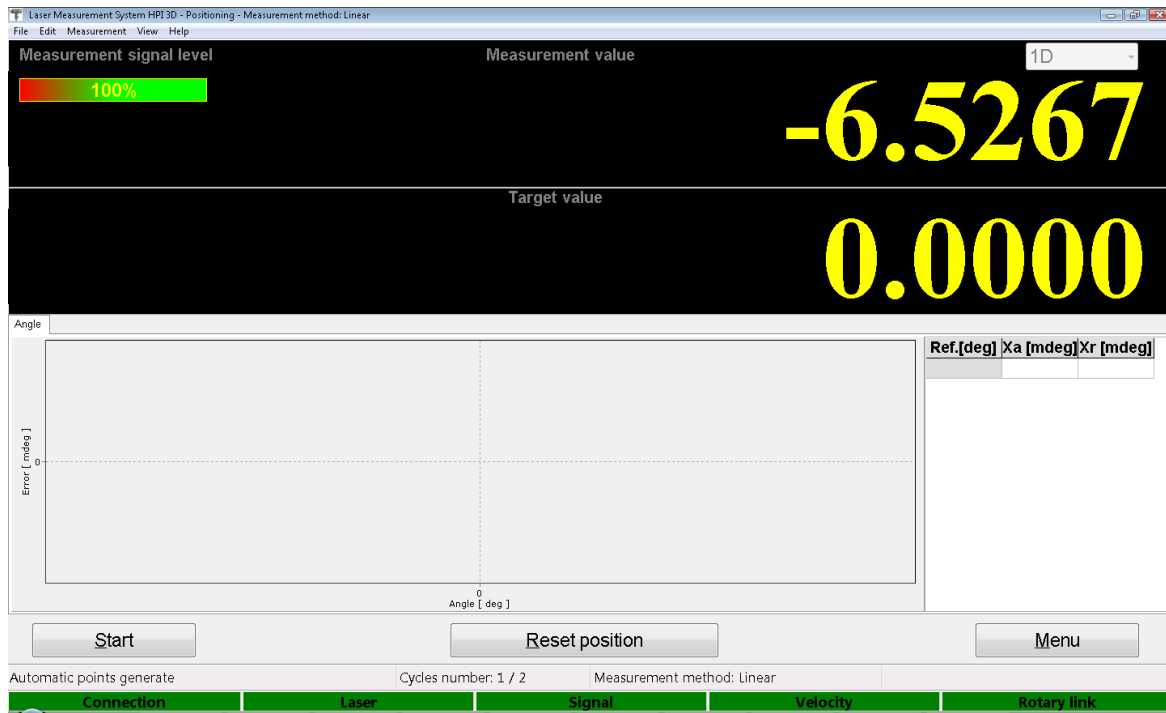 Laser Measurement System HPI 3D - Positioning - Measurement method: Linear
File Edit Measurement View Help
Measurement signal level
Measurement value
1D
100%
-6.5267
Target value
0.0000
Angle
Ref.[deg] Xa [mdeg] Xr [mdeg]
Error [ mdeg ]
0
0
Angle [ deg ]
Start
Reset position
Menu
Automatic points generate
Cycles number: 1 / 2
Measurement method: Linear
Connection
Laser
Signal
Velocity
Rotary link